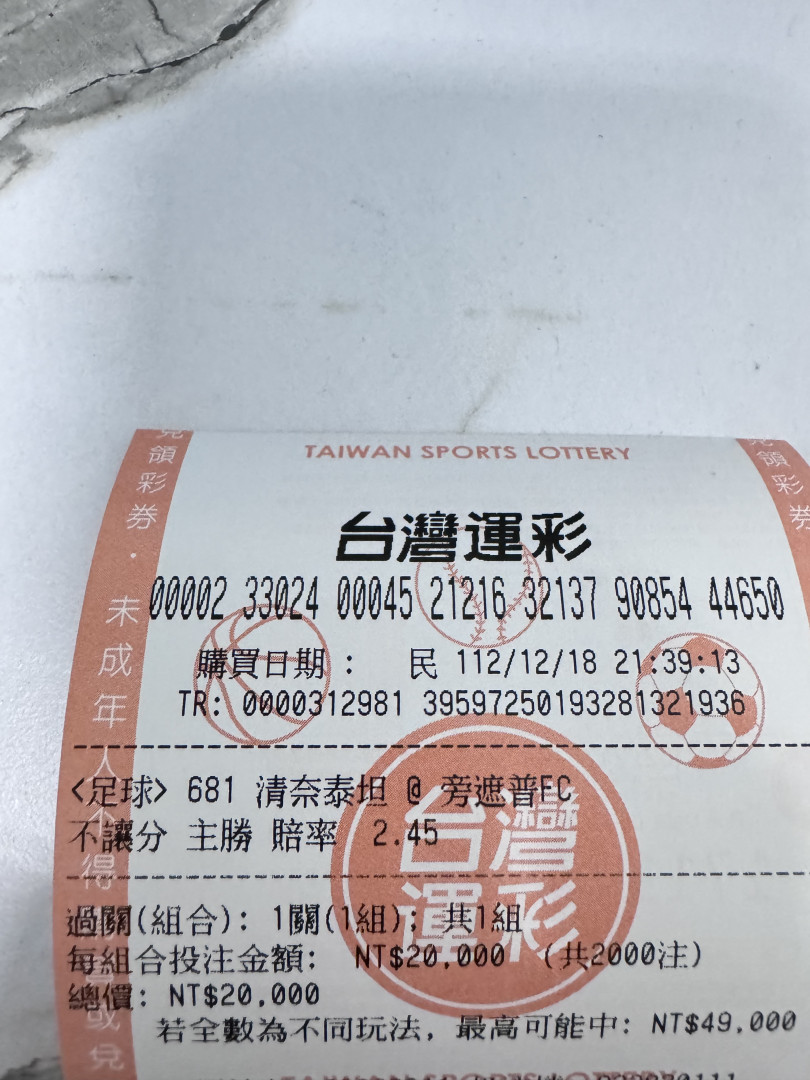 TAIWAN SPORTS LOTTERY
台灣運彩
00002 33024 00045 21216 32137 90854 44650
購買日期: 民 112/12/18 21:39:13
TR: 0000312981 39597250193281321936
<足球> 681 清奈泰坦 @ 旁遮普FC
不讓分 主勝 賠率 2.45
台灣
運彩
過關(組合): 1關(1組); 共1組
每組合投注金額: NT$20,000 (共2000注)
總價: NT$20,000
若全數為不同玩法, 最高可能中: NT$49,000
領彩券·未成年人不得
領彩券